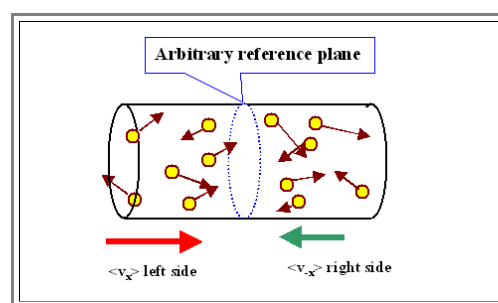 Arbitrary reference plane
<vₓ> left side
<v₋ₓ> right side